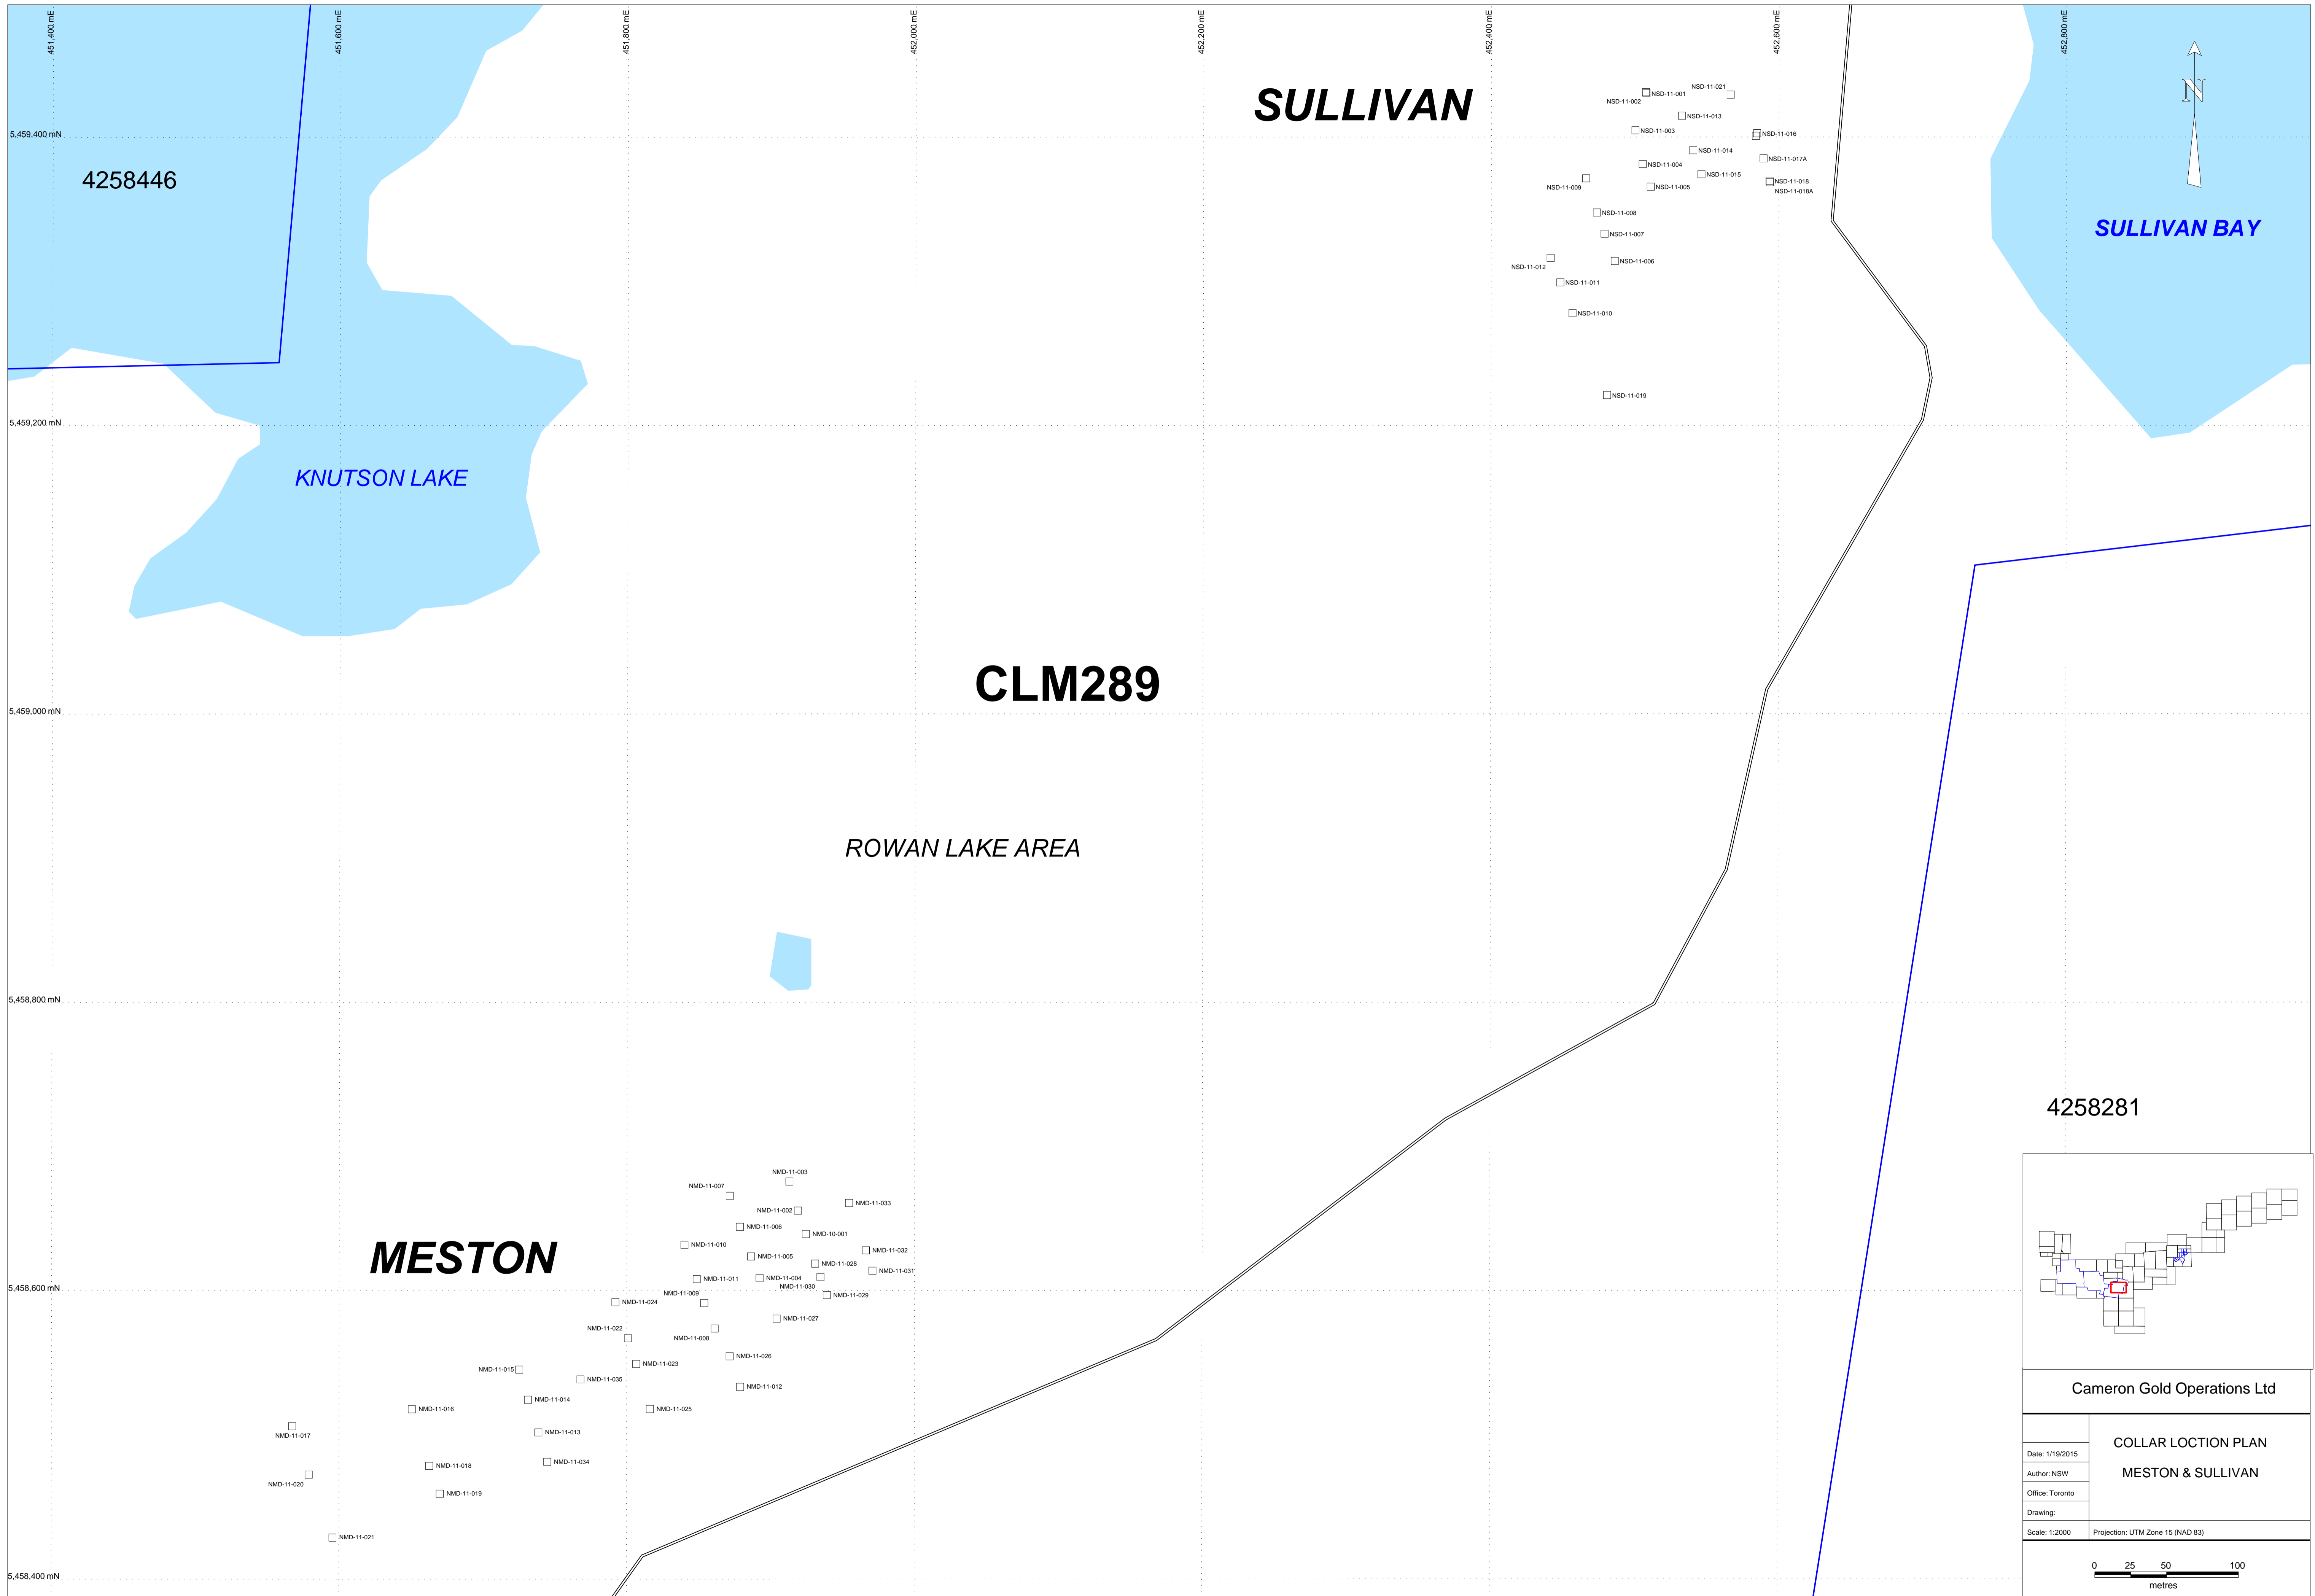 451,400 mE
451,600 mE
451,800 mE
452,000 mE
452,200 mE
452,400 mE
452,600 mE
452,800 mE
5,459,400 mN
5,459,200 mN
5,459,000 mN
5,458,800 mN
5,458,600 mN
5,458,400 mN
N
SULLIVAN
4258446
SULLIVAN BAY
KNUTSON LAKE
CLM289
ROWAN LAKE AREA
4258281
MESTON
NSD-11-021
NSD-11-001
NSD-11-002
NSD-11-013
NSD-11-003
NSD-11-016
NSD-11-014
NSD-11-017A
NSD-11-004
NSD-11-015
NSD-11-018
NSD-11-009
NSD-11-005
NSD-11-018A
NSD-11-008
NSD-11-007
NSD-11-006
NSD-11-012
NSD-11-011
NSD-11-010
NSD-11-019
NMD-11-003
NMD-11-007
NMD-11-033
NMD-11-002
NMD-11-006
NMD-10-001
NMD-11-010
NMD-11-032
NMD-11-005
NMD-11-028
NMD-11-031
NMD-11-011
NMD-11-004
NMD-11-030
NMD-11-009
NMD-11-029
NMD-11-024
NMD-11-027
NMD-11-022
NMD-11-008
NMD-11-026
NMD-11-023
NMD-11-015
NMD-11-035
NMD-11-012
NMD-11-014
NMD-11-016
NMD-11-025
NMD-11-017
NMD-11-013
NMD-11-034
NMD-11-018
NMD-11-020
NMD-11-019
NMD-11-021
Cameron Gold Operations Ltd
COLLAR LOCTION PLAN
MESTON & SULLIVAN
Date: 1/19/2015
Author: NSW
Office: Toronto
Drawing:
Scale: 1:2000
Projection: UTM Zone 15 (NAD 83)
0 25 50 100
metres